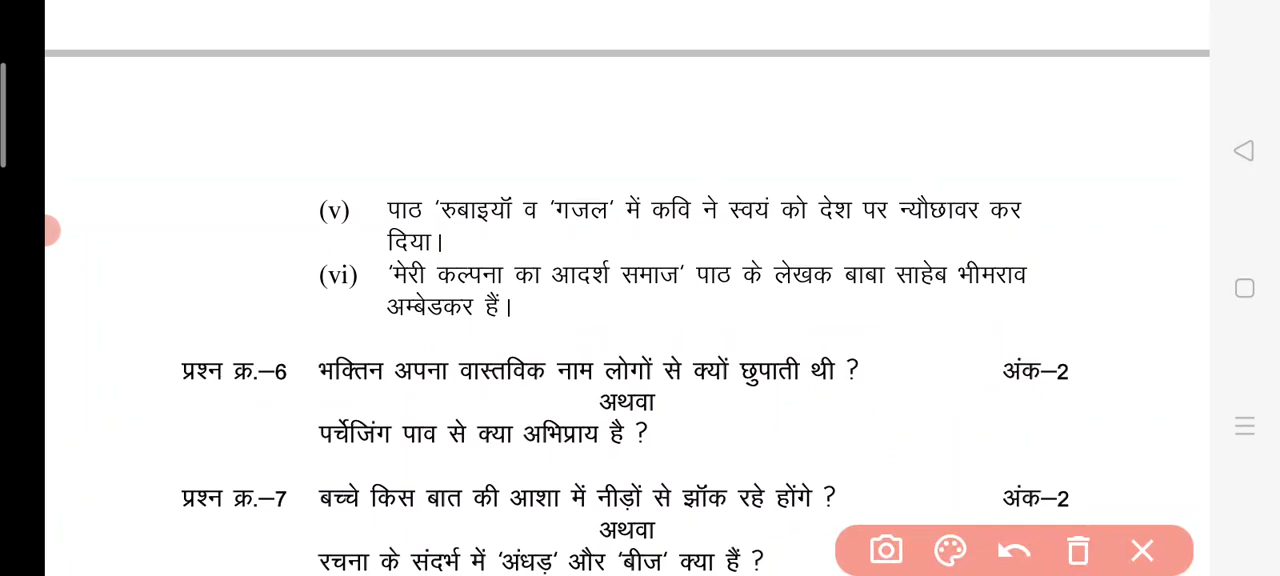 (v) पाठ 'रुबाइयॉं व 'गजल' में कवि ने स्वयं को देश पर न्यौछावर कर
दिया।
(vi) 'मेरी कल्पना का आदर्श समाज' पाठ के लेखक बाबा साहेब भीमराव
अम्बेडकर हैं।
प्रश्न क्र.–6 भक्तिन अपना वास्तविक नाम लोगों से क्यों छुपाती थी ? अंक–2
अथवा
पर्चेजिंग पाव से क्या अभिप्राय है ?
प्रश्न क्र.–7 बच्चे किस बात की आशा में नीड़ों से झॉंक रहे होंगे ? अंक–2
अथवा
रचना के संदर्भ में 'अंधड़' और 'बीज' क्या हैं ?